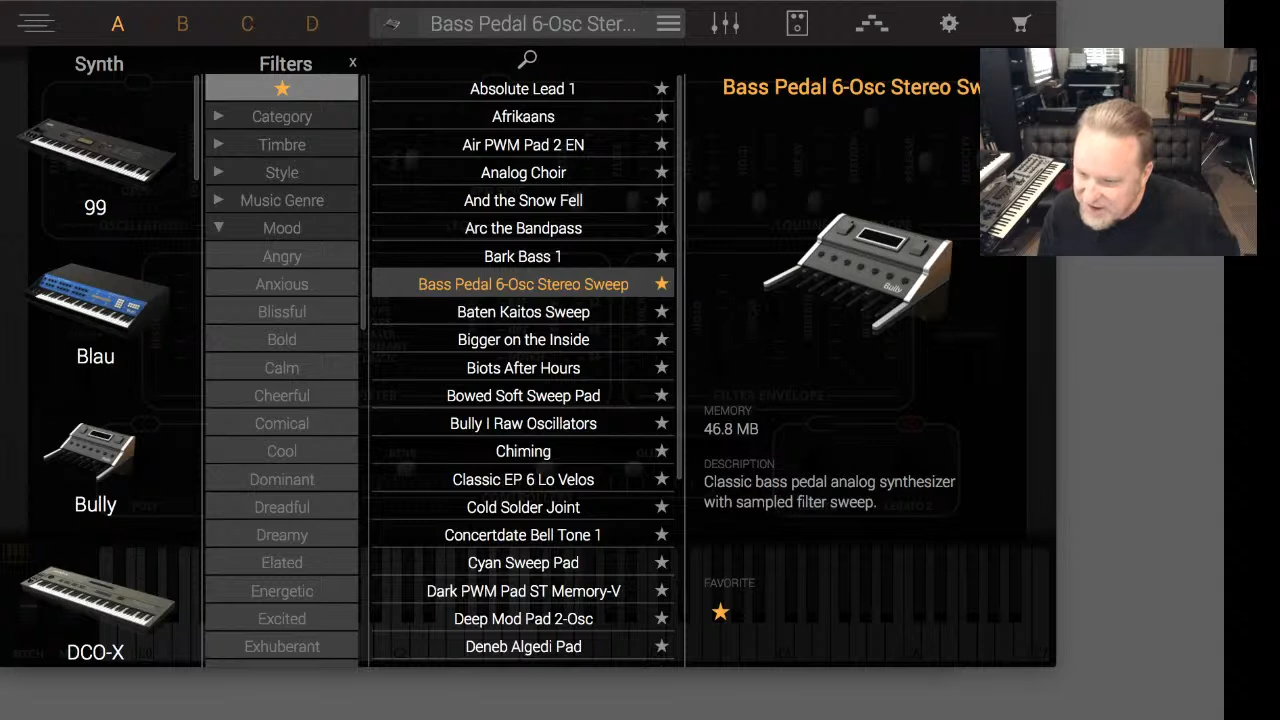 A B C D
Bass Pedal 6-Osc Ster...
Synth
99
Blau
Bully
DCO-X
Filters x
Category
Timbre
Style
Music Genre
Mood
Angry
Anxious
Blissful
Bold
Calm
Cheerful
Comical
Cool
Dominant
Dreadful
Dreamy
Elated
Energetic
Excited
Exhuberant
Absolute Lead 1
Afrikaans
Air PWM Pad 2 EN
Analog Choir
And the Snow Fell
Arc the Bandpass
Bark Bass 1
Bass Pedal 6-Osc Stereo Sweep
Baten Kaitos Sweep
Bigger on the Inside
Biots After Hours
Bowed Soft Sweep Pad
Bully I Raw Oscillators
Chiming
Classic EP 6 Lo Velos
Cold Solder Joint
Concertdate Bell Tone 1
Cyan Sweep Pad
Dark PWM Pad ST Memory-V
Deep Mod Pad 2-Osc
Deneb Algedi Pad
Bass Pedal 6-Osc Stereo Sw
Bully
FILTER ENVELOPE
MEMORY
46.8 MB
DESCRIPTION
Classic bass pedal analog synthesizer
with sampled filter sweep.
FAVORITE